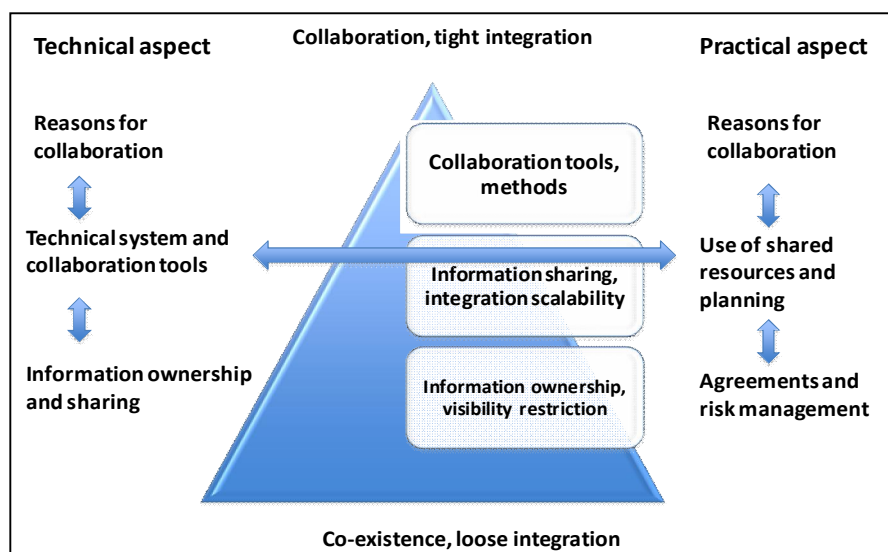 Technical aspect
Collaboration, tight integration
Practical aspect
Reasons for
collaboration
Technical system and
collaboration tools
Information ownership
and sharing
Collaboration tools,
methods
Information sharing,
integration scalability
Information ownership,
visibility restriction
Reasons for
collaboration
Use of shared
resources and
planning
Agreements and
risk management
Co-existence, loose integration